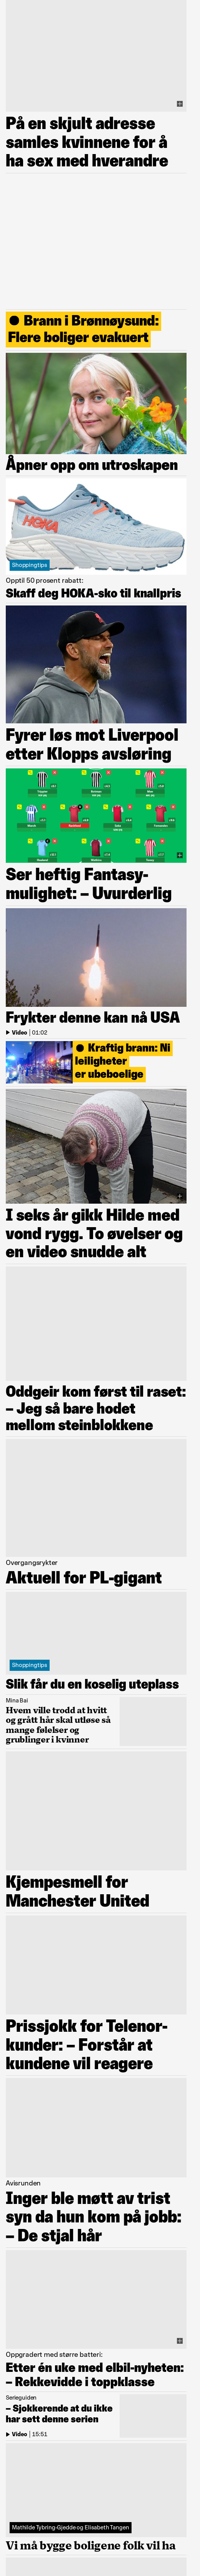 På en skjult adresse
samles kvinnene for å
ha sex med hverandre
Brann i Brønnøysund:
Flere boliger evakuert
Åpner opp om utroskapen
HOKA
Shoppingtips
Opptil 50 prosent rabatt:
Skaff deg HOKA-sko til knallpris
Fyrer løs mot Liverpool
etter Klopps avsløring
Ser heftig Fantasy-
mulighet: – Uvurderlig
Frykter denne kan nå USA
Video | 01:02
Kraftig brann: Ni
leiligheter
er ubeboelige
I seks år gikk Hilde med
vond rygg. To øvelser og
en video snudde alt
Oddgeir kom først til raset:
– Jeg så bare hodet
mellom steinblokkene
Overgangsrykter
Aktuell for PL-gigant
Shoppingtips
Slik får du en koselig uteplass
Mina Bai
Hvem ville trodd at hvitt
og grått hår skal utløse så
mange følelser og
grublinger i kvinner
Kjempesmell for
Manchester United
Prissjokk for Telenor-
kunder: – Forstår at
kundene vil reagere
Avisrunden
Inger ble møtt av trist
syn da hun kom på jobb:
– De stjal hår
Oppgradert med større batteri:
Etter én uke med elbil-nyheten:
– Rekkevidde i toppklasse
Serieguiden
– Sjokkerende at du ikke
har sett denne serien
Video | 15:51
Mathilde Tybring-Gjedde og Elisabeth Tangen
Vi må bygge boligene folk vil ha